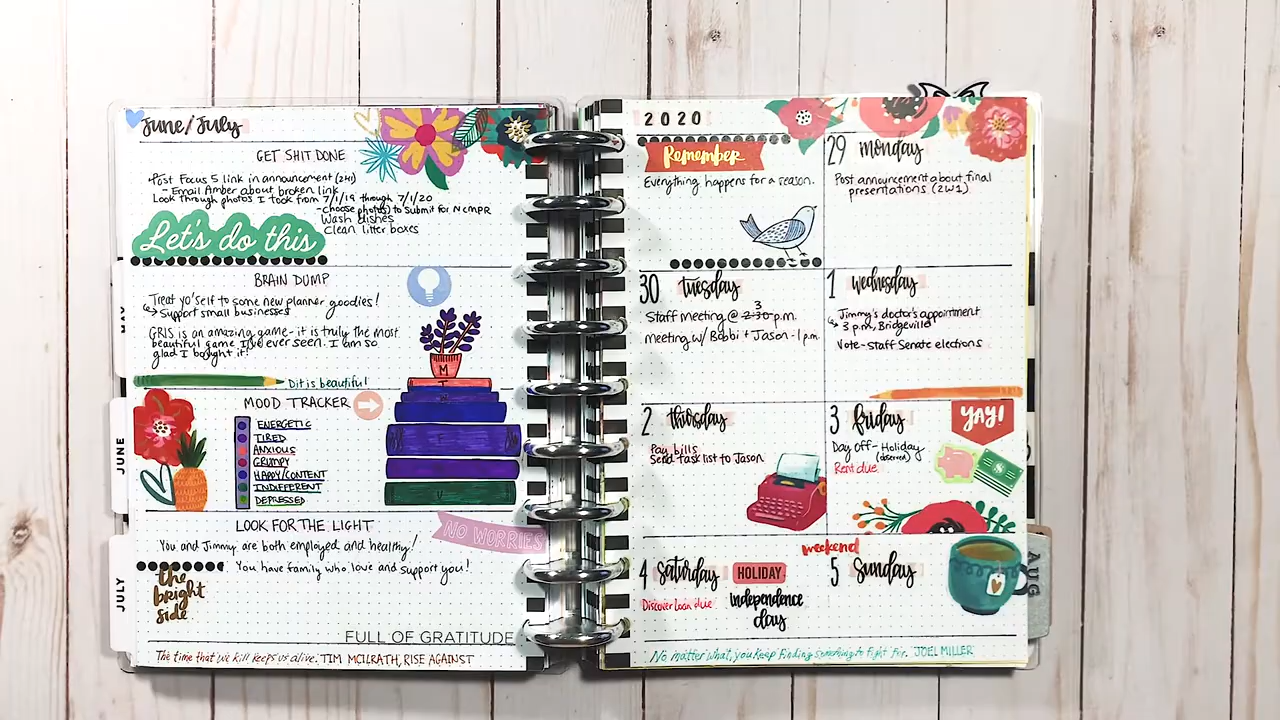 June/July
GET SHIT DONE
Post Focus 5 link in announcement (2H1)
- Email Amber about broken link
Look through photos I took from 7/1/19 through 7/1/20
- choose photo(s) to submit for NCMPR
Wash dishes
Clean litter boxes
Let's do this
BRAIN DUMP
Treat yo'self to some new planner goodies!
Support small businesses
GRIS is an amazing game - it is truly the most
beautiful game I've ever seen. I am so
glad I bought it!
It is beautiful!
MOOD TRACKER
ENERGETIC
TIRED
ANXIOUS
GRUMPY
HAPPY/CONTENT
INDIFFERENT
DEPRESSED
M
T
LOOK FOR THE LIGHT
NO WORRIES
You and Jimmy are both employed and healthy!
You have family who love and support you!
the
bright
side
FULL OF GRATITUDE
The time that we kill keeps us alive. TIM MCILRATH, RISE AGAINST
MAY
JUNE
JULY
2020
Remember
Everything happens for a reason.
29 monday
Post announcement about final
presentations (2W1)
30 tuesday
Staff meeting @ 2:30 3 p.m.
meeting w/ Bobbi + Jason - 1 p.m.
1 wednesday
Jimmy's doctor's appointment
3 p.m., Bridgeville
Vote - Staff Senate elections
2 thursday
Pay bills
Send task list to Jason
3 friday
YAY!
Day off - Holiday
(observed)
Rent due
weekend
4 Saturday
HOLIDAY
Discover loan due
independence
day
5 Sunday
AUG
No matter what, you keep finding something to fight for. JOEL MILLER